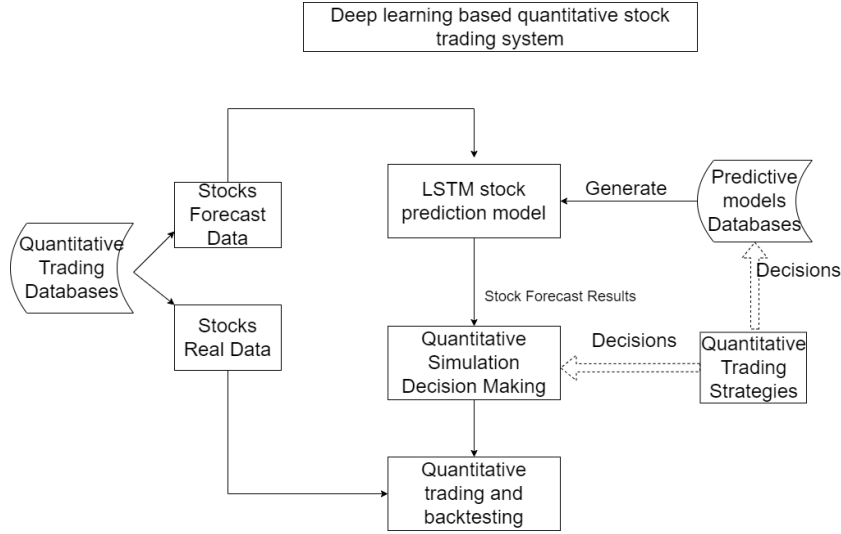 Deep learning based quantitative stock
trading system
Stocks
Forecast
Data
LSTM stock
prediction model
Generate
Predictive
models
Databases
Quantitative
Trading
Databases
Decisions
Stock Forecast Results
Stocks
Real Data
Quantitative
Simulation
Decision Making
Decisions
Quantitative
Trading
Strategies
Quantitative
trading and
backtesting